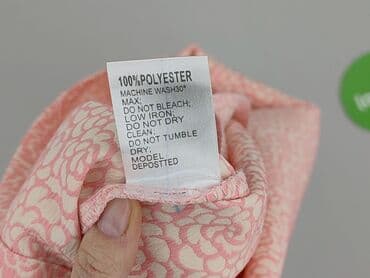 100%POLYESTER
MACHINE WASH30°
MAX;
DO NOT BLEACH;
LOW IRON;
DO NOT DRY
CLEAN;
DO NOT TUMBLE
DRY;
MODEL
DEPOSTTED